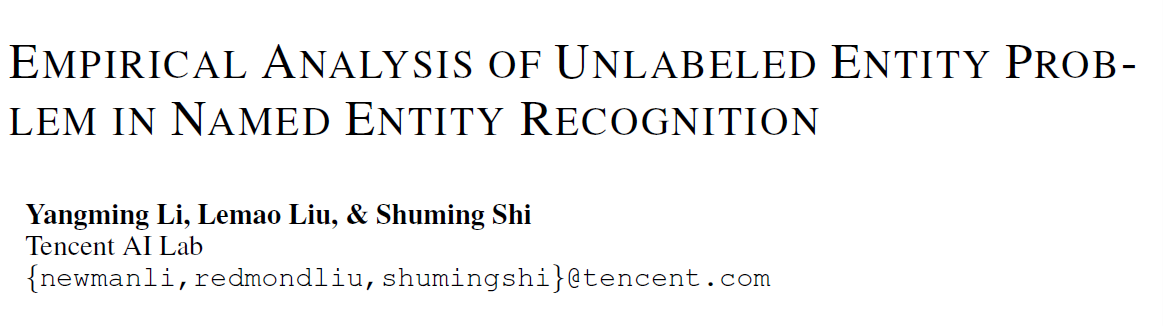 EMPIRICAL ANALYSIS OF UNLABELED ENTITY PROB-
LEM IN NAMED ENTITY RECOGNITION
Yangming Li, Lemao Liu, & Shuming Shi
Tencent AI Lab
{newmanli,redmondliu,shumingshi}@tencent.com